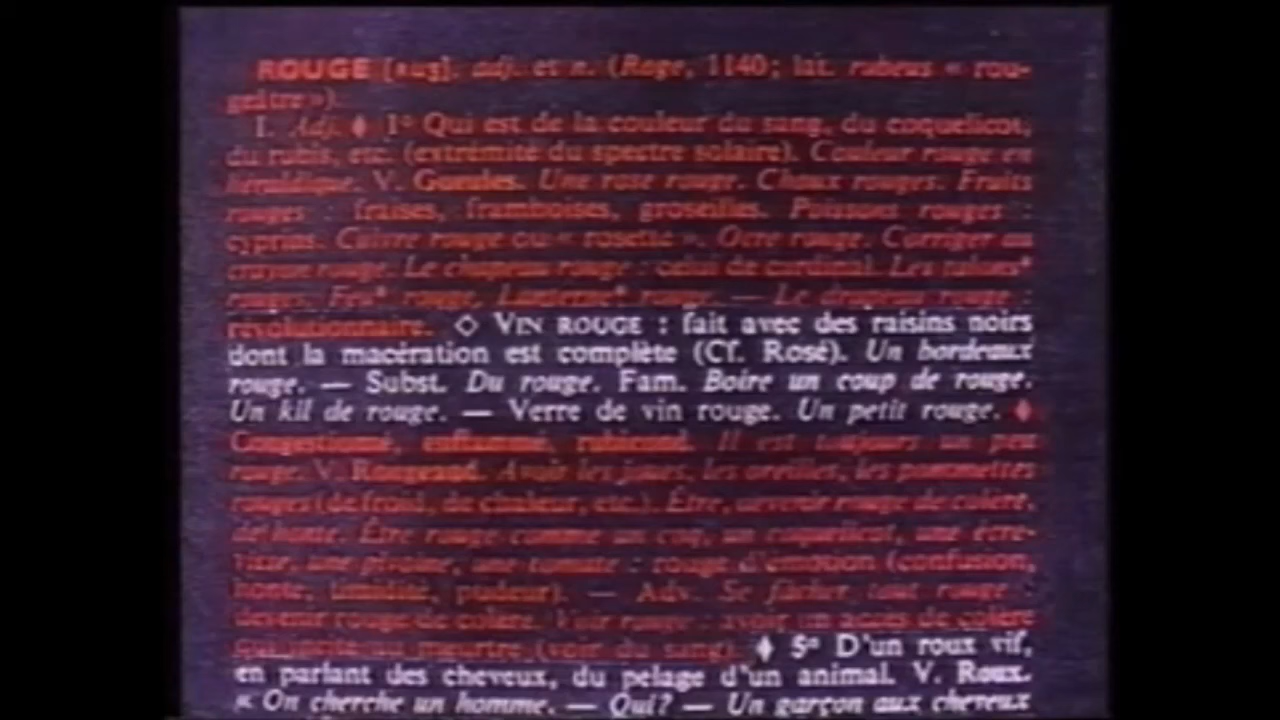 ROUGE [ʀuʒ]. adj. et n. (Roge, 1140; lat. rubeus « rou-
geâtre »).
I. Adj. ♦ 1° Qui est de la couleur du sang, du coquelicot,
du rubis, etc. (extrémité du spectre solaire). Couleur rouge en
héraldique. V. Gueules. Une rose rouge. Choux rouges. Fruits
rouges : fraises, framboises, groseilles. Poissons rouges :
cyprins. Cuivre rouge ou « rosette ». Ocre rouge. Corriger au
crayon rouge. Le chapeau rouge : celui de cardinal. Les talons*
rouges. Feu* rouge. Lanterne* rouge. — Le drapeau rouge :
révolutionnaire. ◇ VIN ROUGE : fait avec des raisins noirs
dont la macération est complète (Cf. Rosé). Un bordeaux
rouge. — Subst. Du rouge. Fam. Boire un coup de rouge.
Un kil de rouge. — Verre de vin rouge. Un petit rouge. ♦
Congestionné, enflammé, rubicond. Il est toujours un peu
rouge. V. Rougeaud. Avoir les joues, les oreilles, les pommettes
rouges (de froid, de chaleur, etc.). Être, devenir rouge de colère,
de honte. Être rouge comme un coq, un coquelicot, une écre-
visse, une pivoine, une tomate : rouge d'émotion (confusion,
honte, timidité, pudeur). — Adv. Se fâcher tout rouge :
devenir rouge de colère. Voir rouge : avoir un accès de colère
qui incite au meurtre (voir du sang). ♦ 5° D'un roux vif,
en parlant des cheveux, du pelage d'un animal. V. Roux.
« On cherche un homme. — Qui? — Un garçon aux cheveux